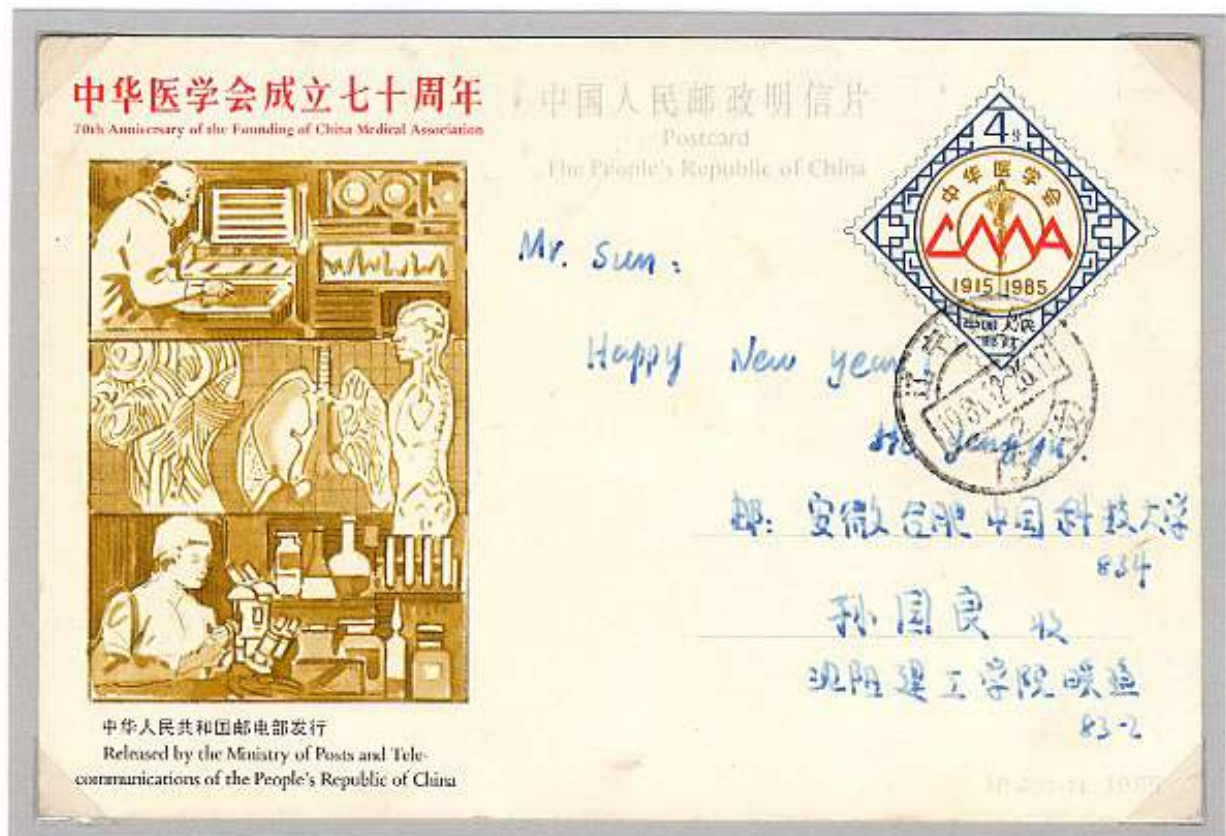 中华医学会成立七十周年
70th Anniversary of the Founding of China Medical Association
中国人民邮政明信片
Postcard
The People's Republic of China
4分
中华医学会
CMA
1915 1985
中国人民
邮政
Mr. Sun:
Happy New year!
邮: 安徽合肥中国科技大学
834
孙国良 收
沈阳建工学院暖通
83-2
中华人民共和国邮电部发行
Released by the Ministry of Posts and Tele-
communications of the People's Republic of China